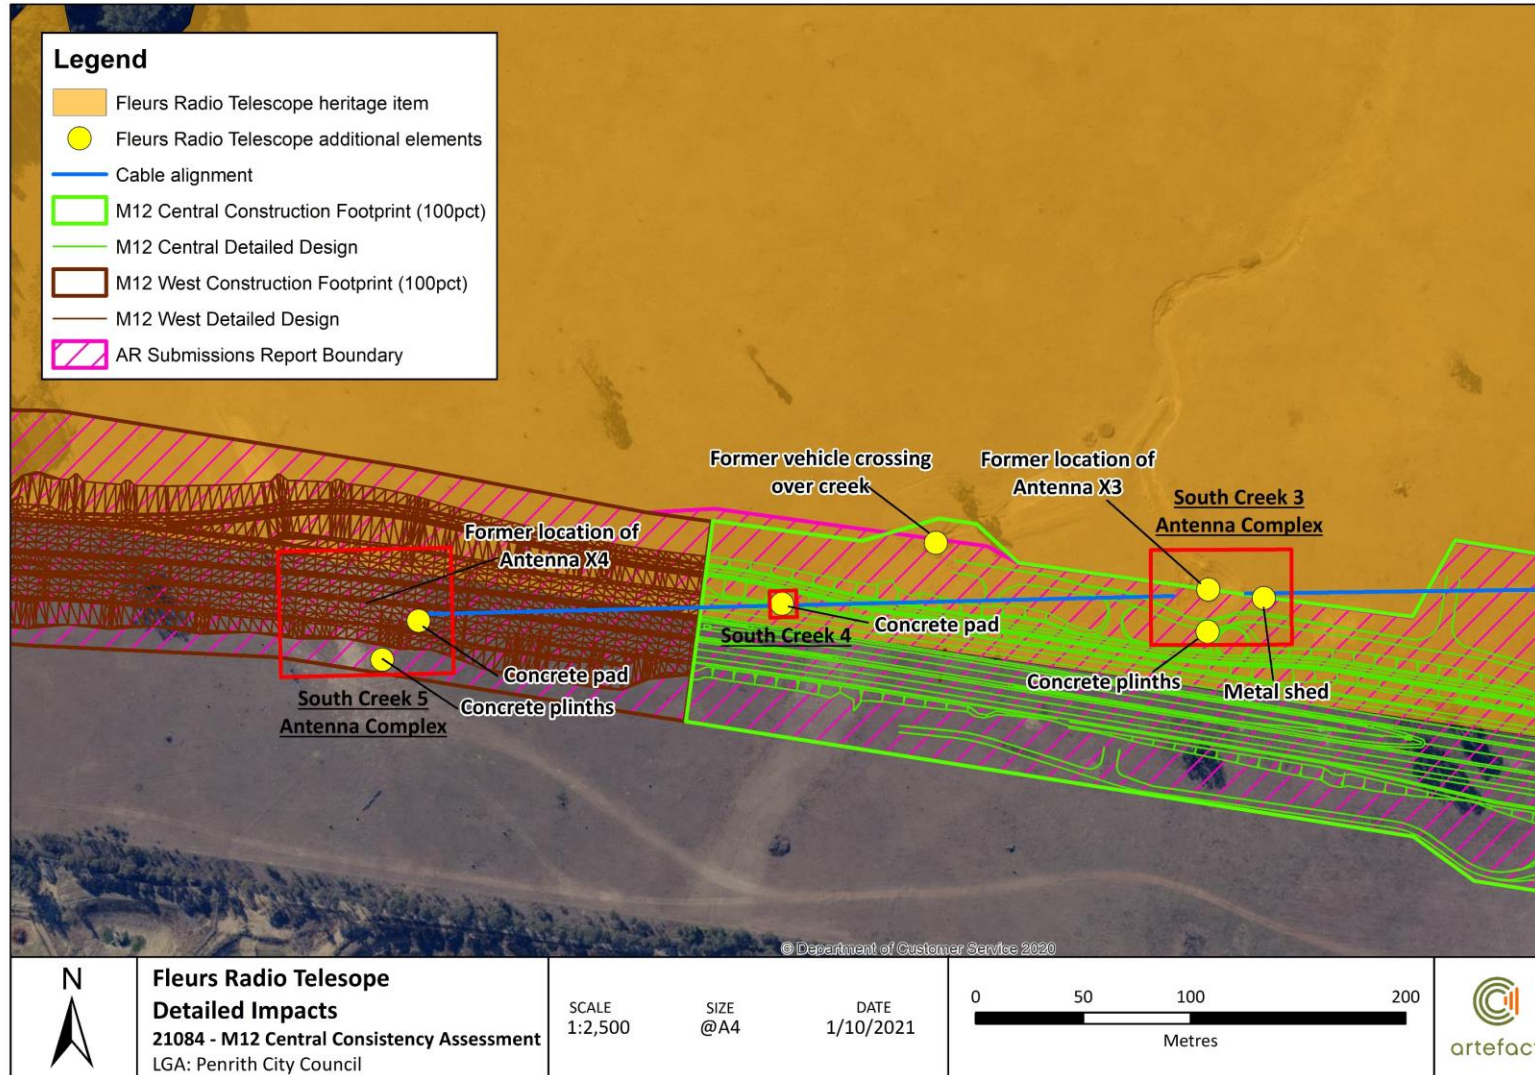 Legend
Fleurs Radio Telescope heritage item
Fleurs Radio Telescope additional elements
Cable alignment
M12 Central Construction Footprint (100pct)
M12 Central Detailed Design
M12 West Construction Footprint (100pct)
M12 West Detailed Design
AR Submissions Report Boundary
Former vehicle crossing
over creek
Former location of
Antenna X3
South Creek 3
Antenna Complex
Former location of
Antenna X4
Concrete pad
South Creek 4
Concrete pad
Concrete plinths
Metal shed
South Creek 5
Antenna Complex
Concrete plinths
© Department of Customer Service 2020
N
Fleurs Radio Telesope
Detailed Impacts
21084 - M12 Central Consistency Assessment
LGA: Penrith City Council
SCALE
1:2,500
SIZE
@A4
DATE
1/10/2021
0 50 100 200
Metres
artefact